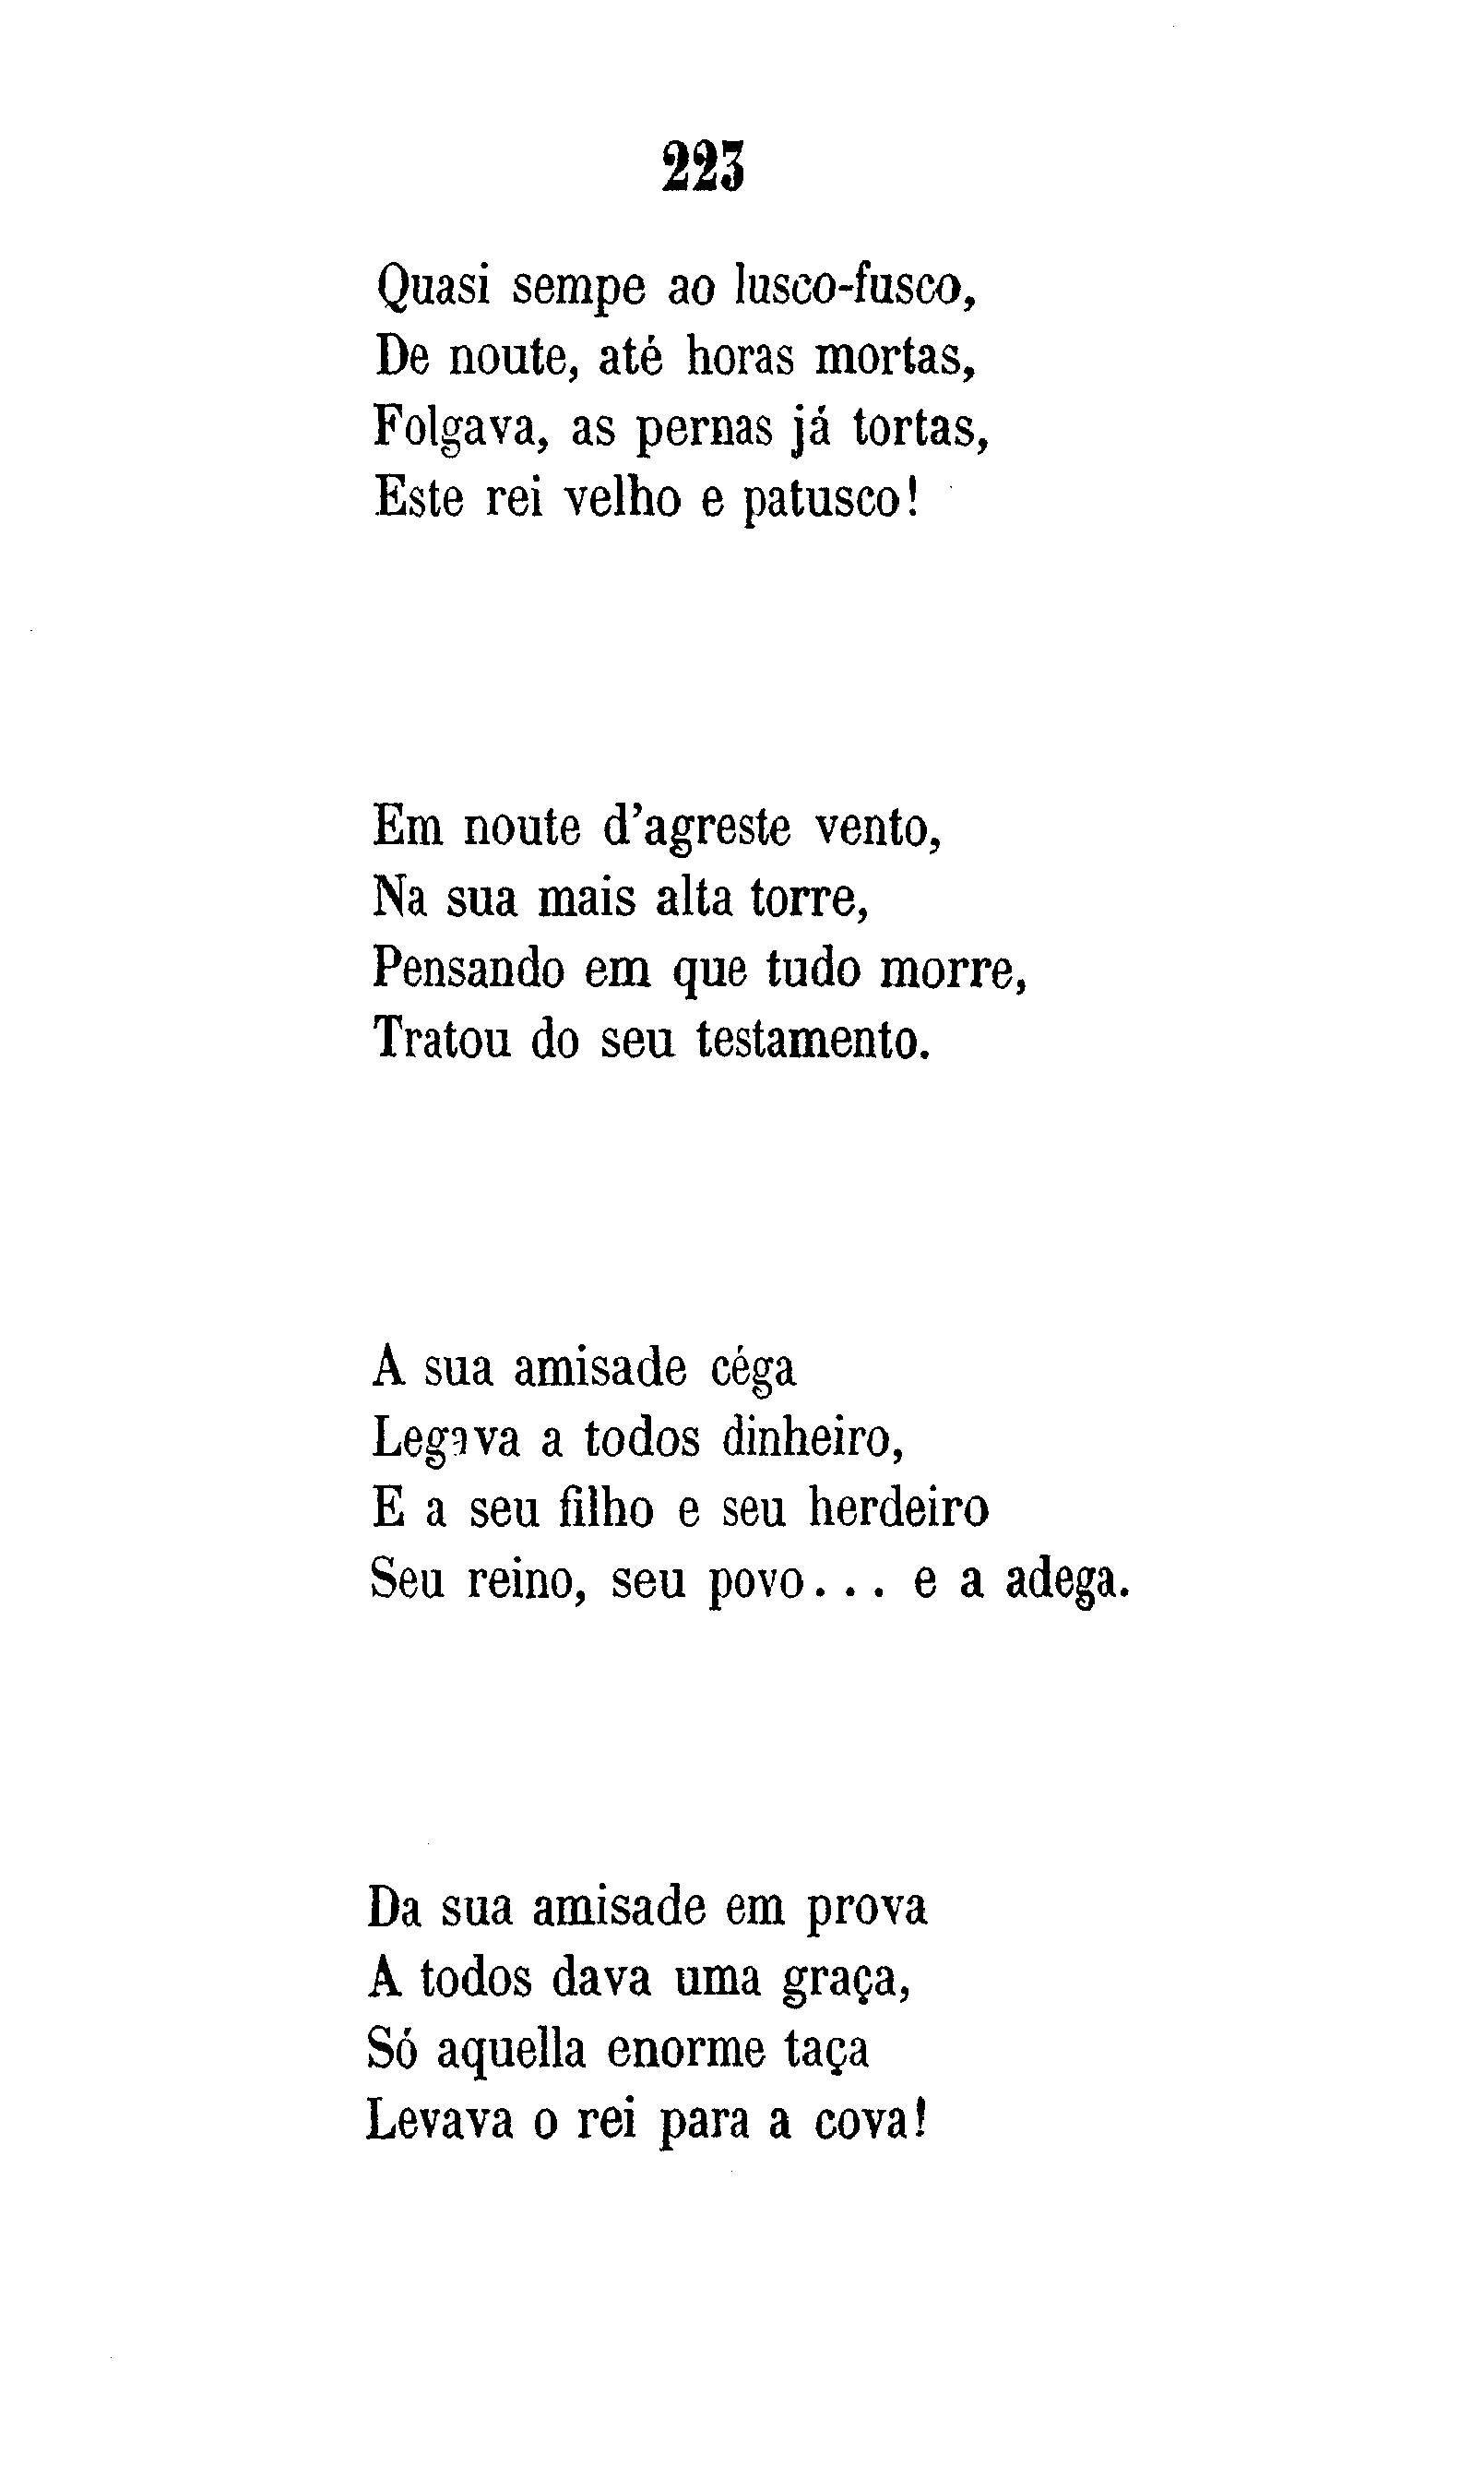 223
Quasi sempe ao lusco-fusco,
De noute, até horas mortas,
Folgava, as pernas já tortas,
Este rei velho e patusco!
Em noute d'agreste vento,
Na sua mais alta torre,
Pensando em que tudo morre,
Tratou do seu testamento.
A sua amisade céga
Legava a todos dinheiro,
E a seu filho e seu herdeiro
Seu reino, seu povo... e a adega.
Da sua amisade em prova
A todos dava uma graça,
Só aquella enorme taça
Levava o rei para a cova!